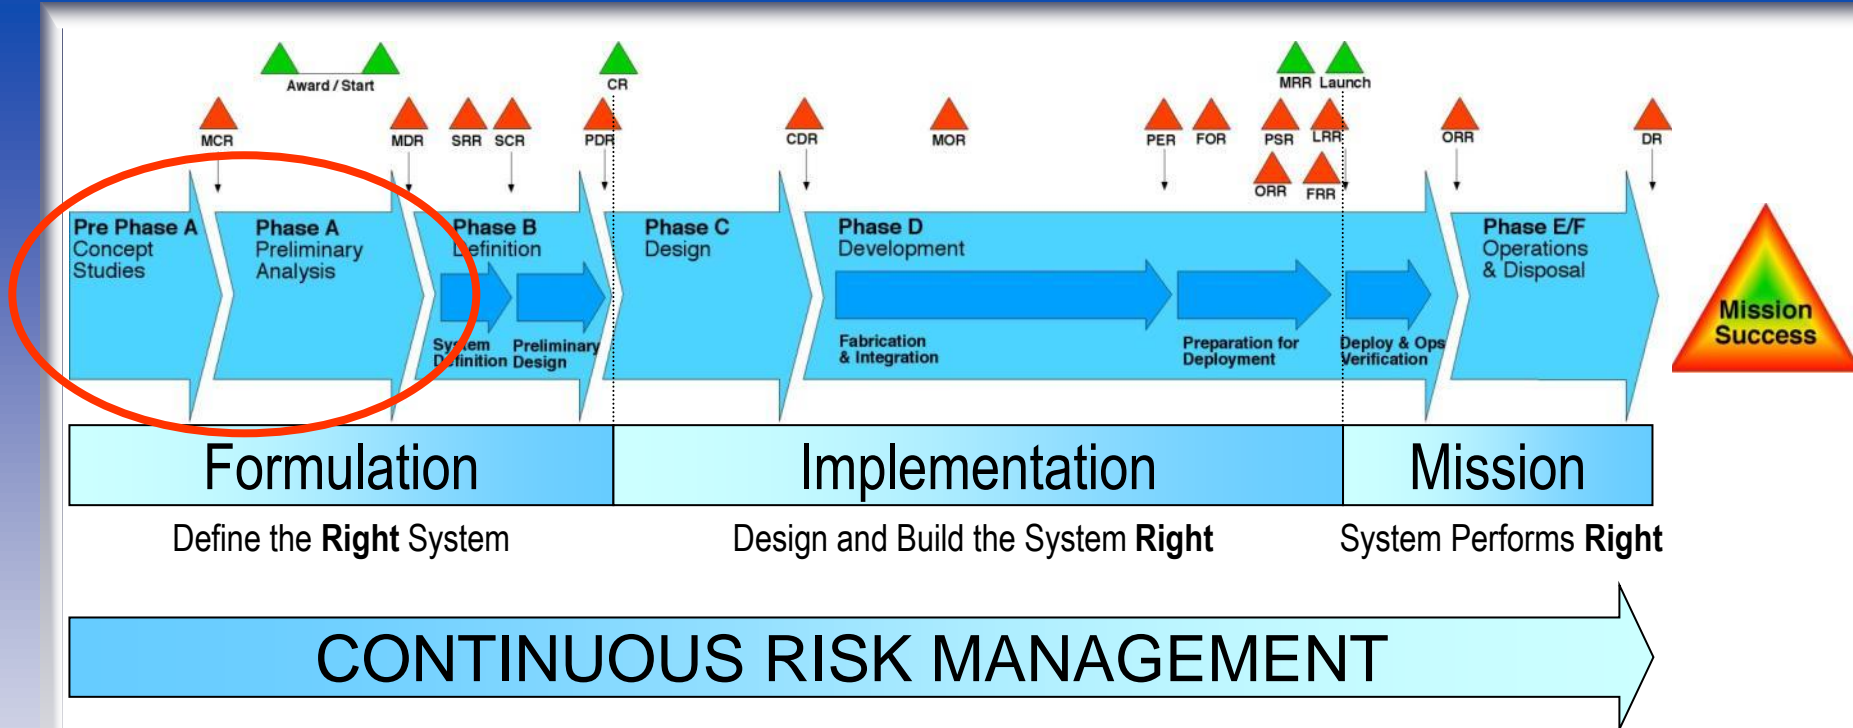 Award / Start
CR
MRR Launch
MCR
MDR
SRR
SCR
PDR
CDR
MOR
PER
FOR
PSR
LRR
ORR
DR
ORR
FRR
Pre Phase A
Concept
Studies
Phase A
Preliminary
Analysis
Phase B
Definition
Phase C
Design
Phase D
Development
Phase E/F
Operations
& Disposal
System
Definition
Preliminary
Design
Fabrication
& Integration
Preparation for
Deployment
Deploy & Ops
Verification
Mission
Success
Formulation
Implementation
Mission
Define the Right System
Design and Build the System Right
System Performs Right
CONTINUOUS RISK MANAGEMENT